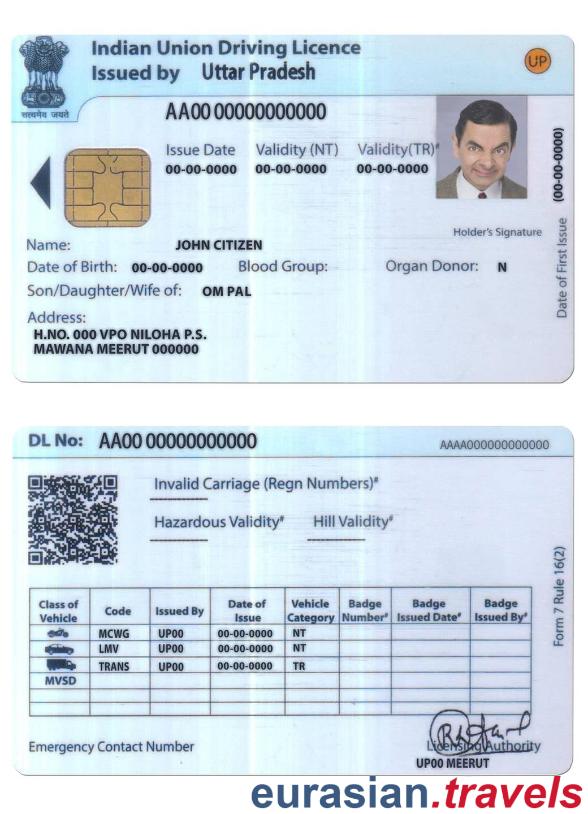 Indian Union Driving Licence
Issued by Uttar Pradesh
UP
सत्यमेव जयते
AA00 00000000000
Issue Date Validity (NT) Validity(TR)#
00-00-0000 00-00-0000 00-00-0000
Holder's Signature
Date of First Issue (00-00-0000)
Name: JOHN CITIZEN
Date of Birth: 00-00-0000 Blood Group: Organ Donor: N
Son/Daughter/Wife of: OM PAL
Address:
H.NO. 000 VPO NILOHA P.S.
MAWANA MEERUT 000000
DL No: AA00 00000000000
AAAA000000000000
Invalid Carriage (Regn Numbers)#
Hazardous Validity# Hill Validity#
Form 7 Rule 16(2)
Class of Vehicle Code Issued By Date of Issue Vehicle Category Badge Number# Badge Issued Date# Badge Issued By#
MCWG UP00 00-00-0000 NT
LMV UP00 00-00-0000 NT
TRANS UP00 00-00-0000 TR
MVSD
Emergency Contact Number
Licensing Authority
UP00 MEERUT
eurasian.travels